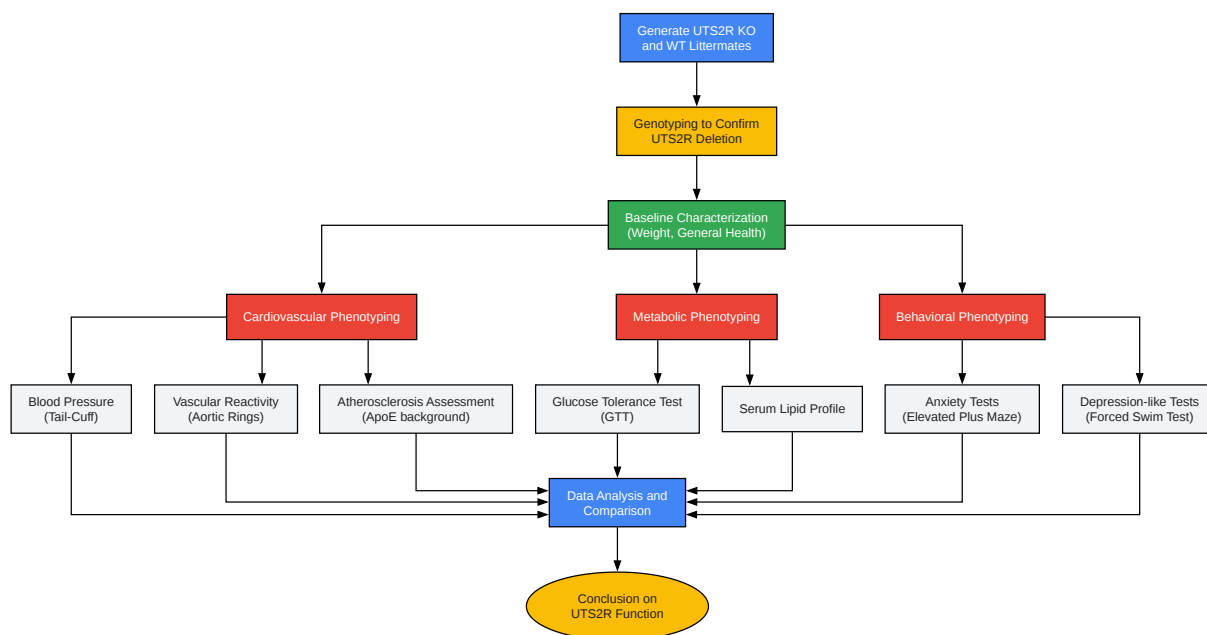 Generate UTS2R KO
and WT Littermates
Genotyping to Confirm
UTS2R Deletion
Baseline Characterization
(Weight, General Health)
Cardiovascular Phenotyping
Metabolic Phenotyping
Behavioral Phenotyping
Blood Pressure
(Tail-Cuff)
Vascular Reactivity
(Aortic Rings)
Atherosclerosis Assessment
(ApoE background)
Glucose Tolerance Test
(GTT)
Serum Lipid Profile
Anxiety Tests
(Elevated Plus Maze)
Depression-like Tests
(Forced Swim Test)
Data Analysis and
Comparison
Conclusion on
UTS2R Function